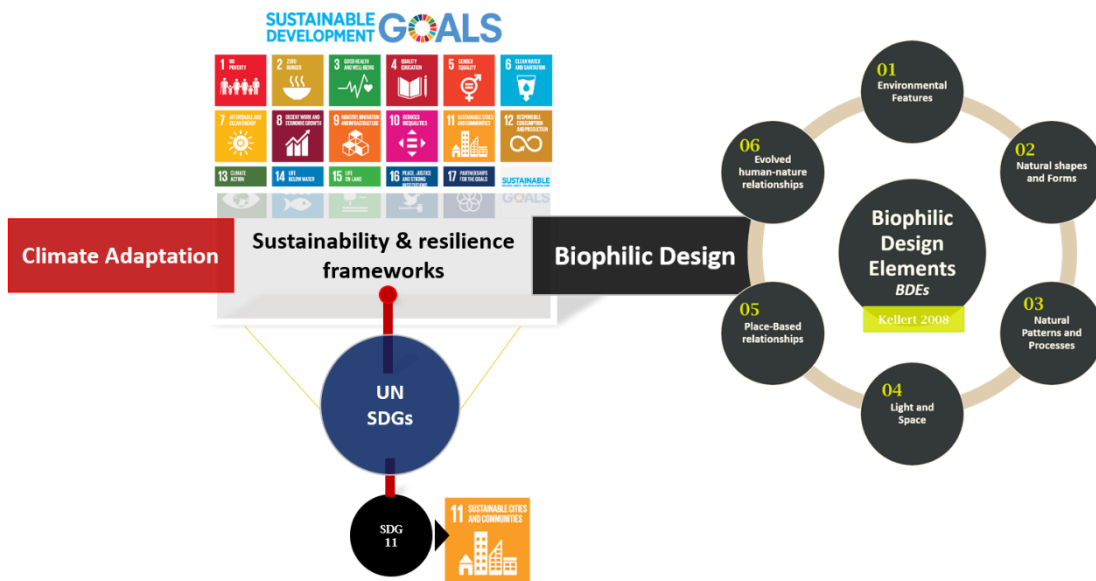 SUSTAINABLE
DEVELOPMENT GOALS
1 NO
POVERTY
2 ZERO
HUNGER
3 GOOD HEALTH
AND WELL-BEING
4 QUALITY
EDUCATION
5 GENDER
EQUALITY
6 CLEAN WATER
AND SANITATION
7 AFFORDABLE AND
CLEAN ENERGY
8 DECENT WORK AND
ECONOMIC GROWTH
9 INDUSTRY, INNOVATION
AND INFRASTRUCTURE
10 REDUCED
INEQUALITIES
11 SUSTAINABLE CITIES
AND COMMUNITIES
12 RESPONSIBLE
CONSUMPTION
AND PRODUCTION
13 CLIMATE
ACTION
14 LIFE
BELOW WATER
15 LIFE
ON LAND
16 PEACE, JUSTICE
AND STRONG
INSTITUTIONS
17 PARTNERSHIPS
FOR THE GOALS
SUSTAINABLE
GOALS
Climate Adaptation
Sustainability & resilience
frameworks
Biophilic Design
UN
SDGs
SDG
11
11 SUSTAINABLE CITIES
AND COMMUNITIES
01
Environmental
Features
02
Natural shapes
and Forms
03
Natural
Patterns and
Processes
04
Light and
Space
05
Place-Based
relationships
06
Evolved
human-nature
relationships
Biophilic
Design
Elements
BDEs
Kellert 2008